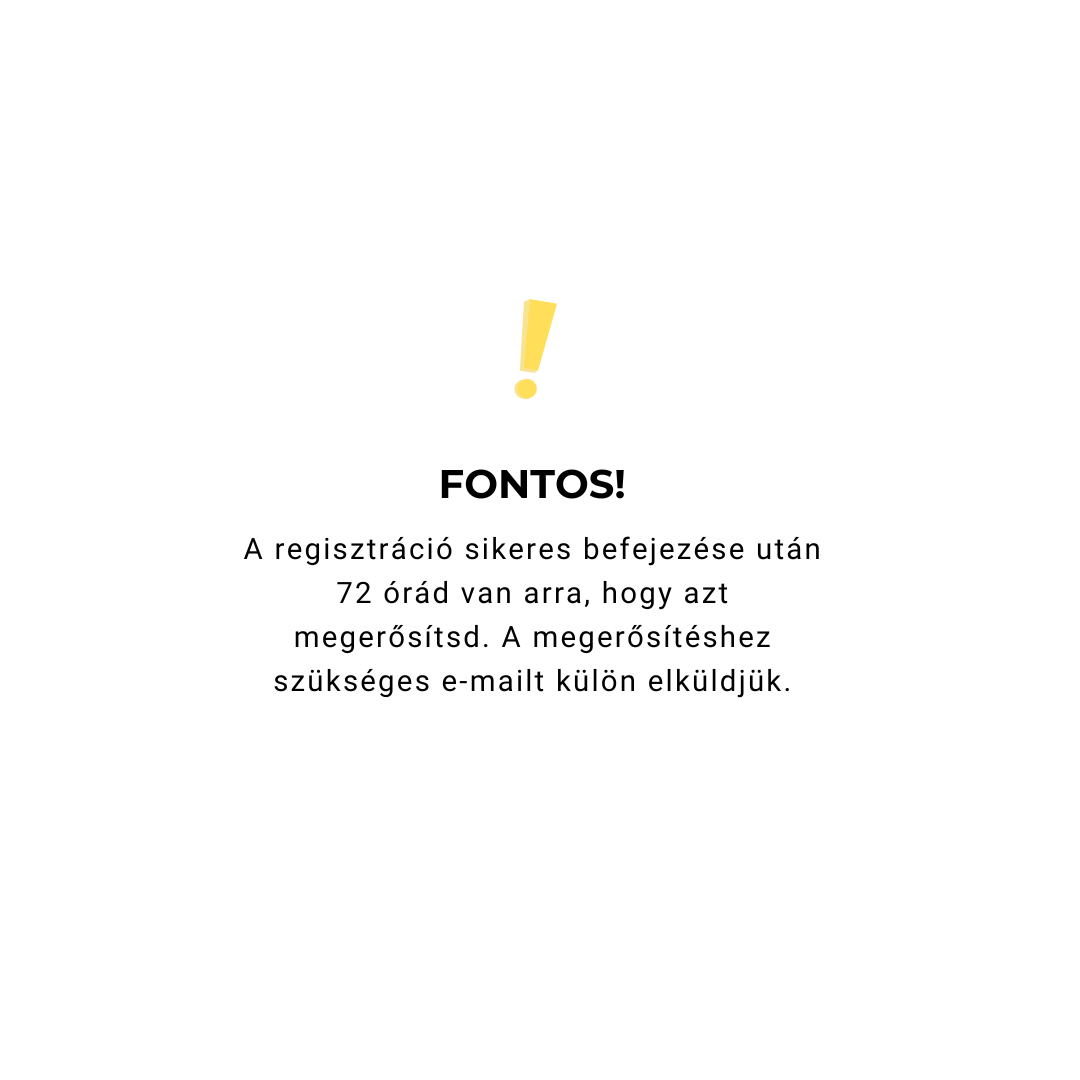 FONTOS!
A regisztráció sikeres befejezése után
72 órád van arra, hogy azt
megerősítsd. A megerősítéshez
szükséges e-mailt külön elküldjük.